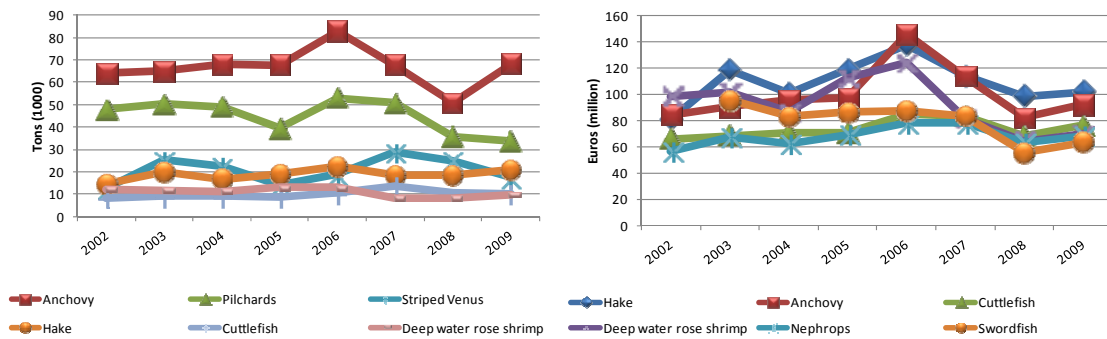 90
80
70
60
50
40
30
20
10
0
Tons (1000)
2002 2003 2004 2005 2006 2007 2008 2009
Anchovy Pilchards Striped Venus
Hake Cuttlefish Deep water rose shrimp
160
140
120
100
80
60
40
20
0
Euros (million)
2002 2003 2004 2005 2006 2007 2008 2009
Hake Anchovy Cuttlefish
Deep water rose shrimp Nephrops Swordfish